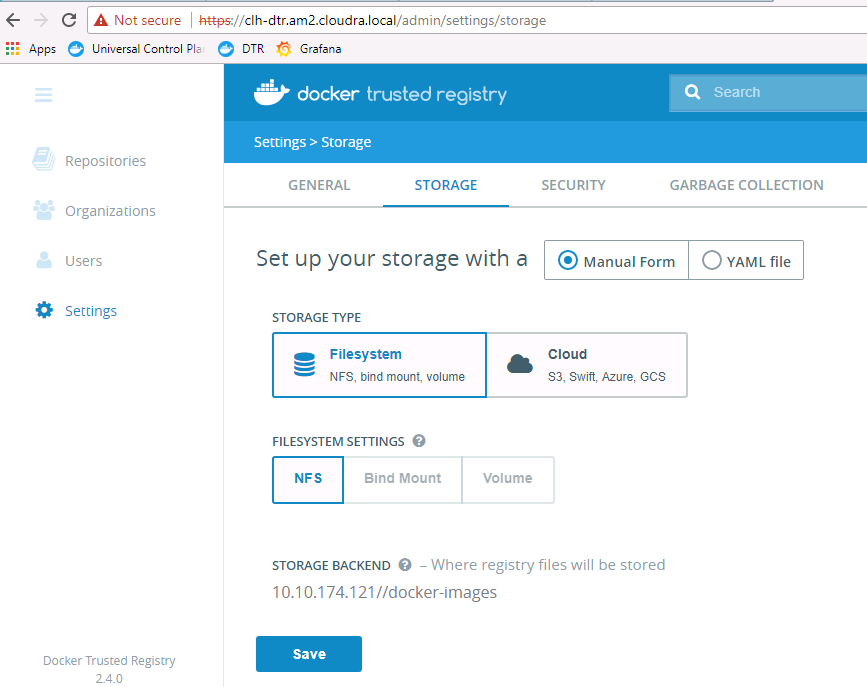 Not secure | https://clh-dtr.am2.cloudra.local/admin/settings/storage
Apps Universal Control Pla DTR Grafana
docker trusted registry
Search
Settings > Storage
Repositories
Organizations
Users
Settings
GENERAL STORAGE SECURITY GARBAGE COLLECTION
Set up your storage with a Manual Form YAML file
STORAGE TYPE
Filesystem
NFS, bind mount, volume
Cloud
S3, Swift, Azure, GCS
FILESYSTEM SETTINGS ?
NFS Bind Mount Volume
STORAGE BACKEND ? – Where registry files will be stored
10.10.174.121//docker-images
Save
Docker Trusted Registry
2.4.0